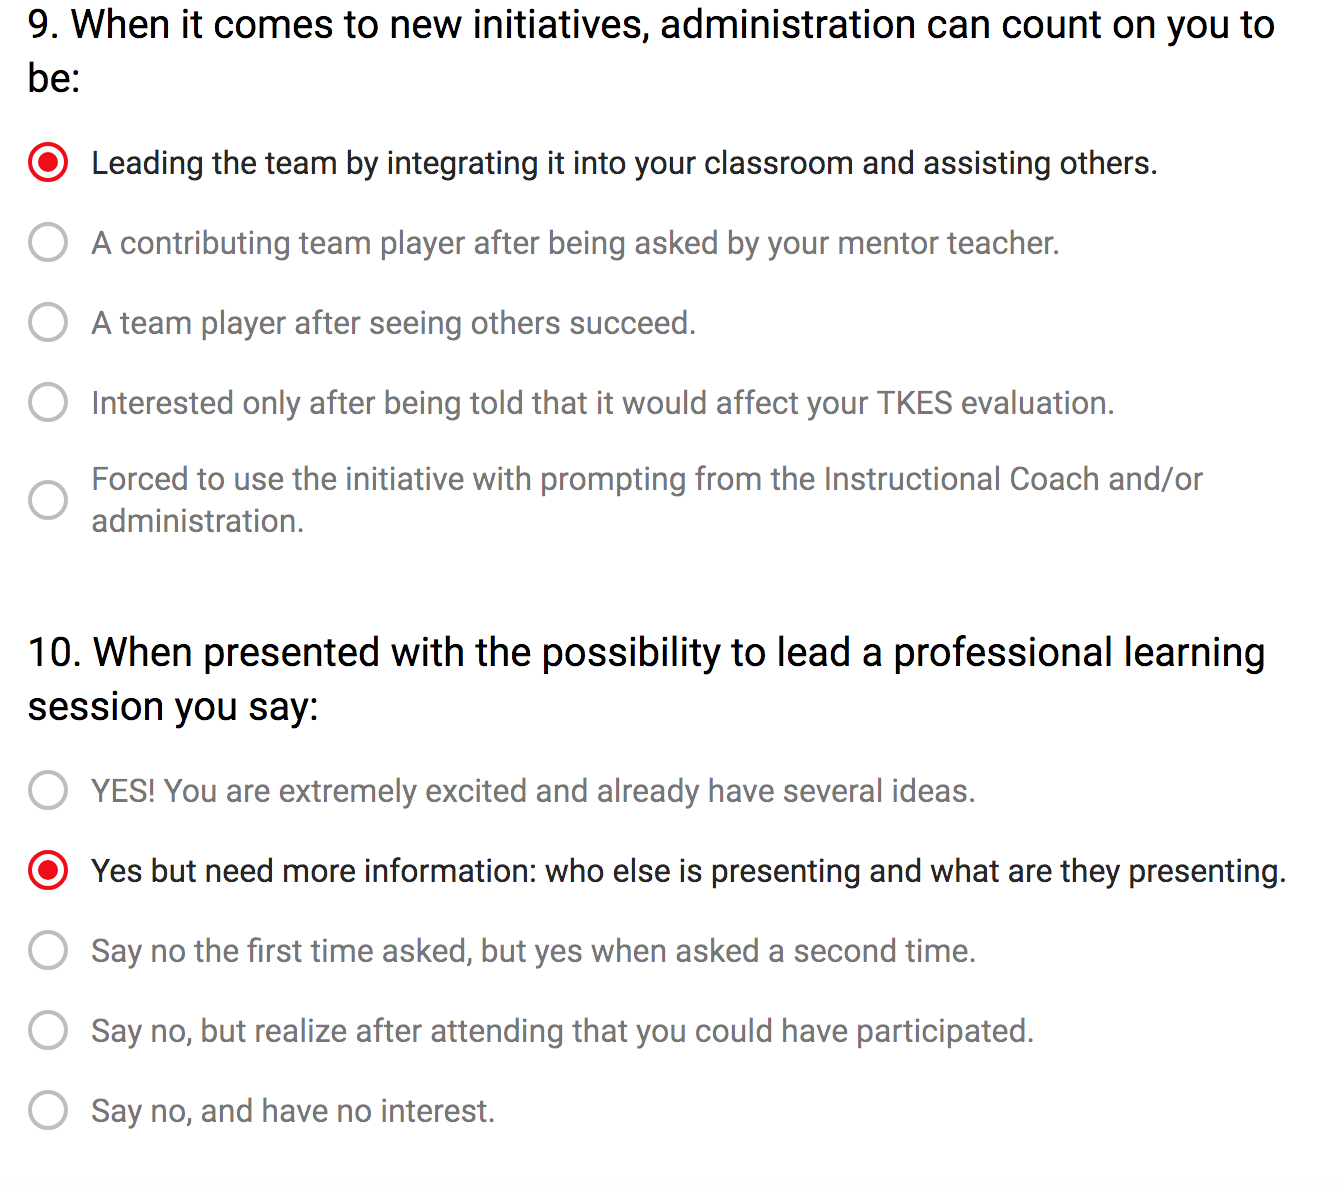 9. When it comes to new initiatives, administration can count on you to
be:
Leading the team by integrating it into your classroom and assisting others.
A contributing team player after being asked by your mentor teacher.
A team player after seeing others succeed.
Interested only after being told that it would affect your TKES evaluation.
Forced to use the initiative with prompting from the Instructional Coach and/or
administration.
10. When presented with the possibility to lead a professional learning
session you say:
YES! You are extremely excited and already have several ideas.
Yes but need more information: who else is presenting and what are they presenting.
Say no the first time asked, but yes when asked a second time.
Say no, but realize after attending that you could have participated.
Say no, and have no interest.